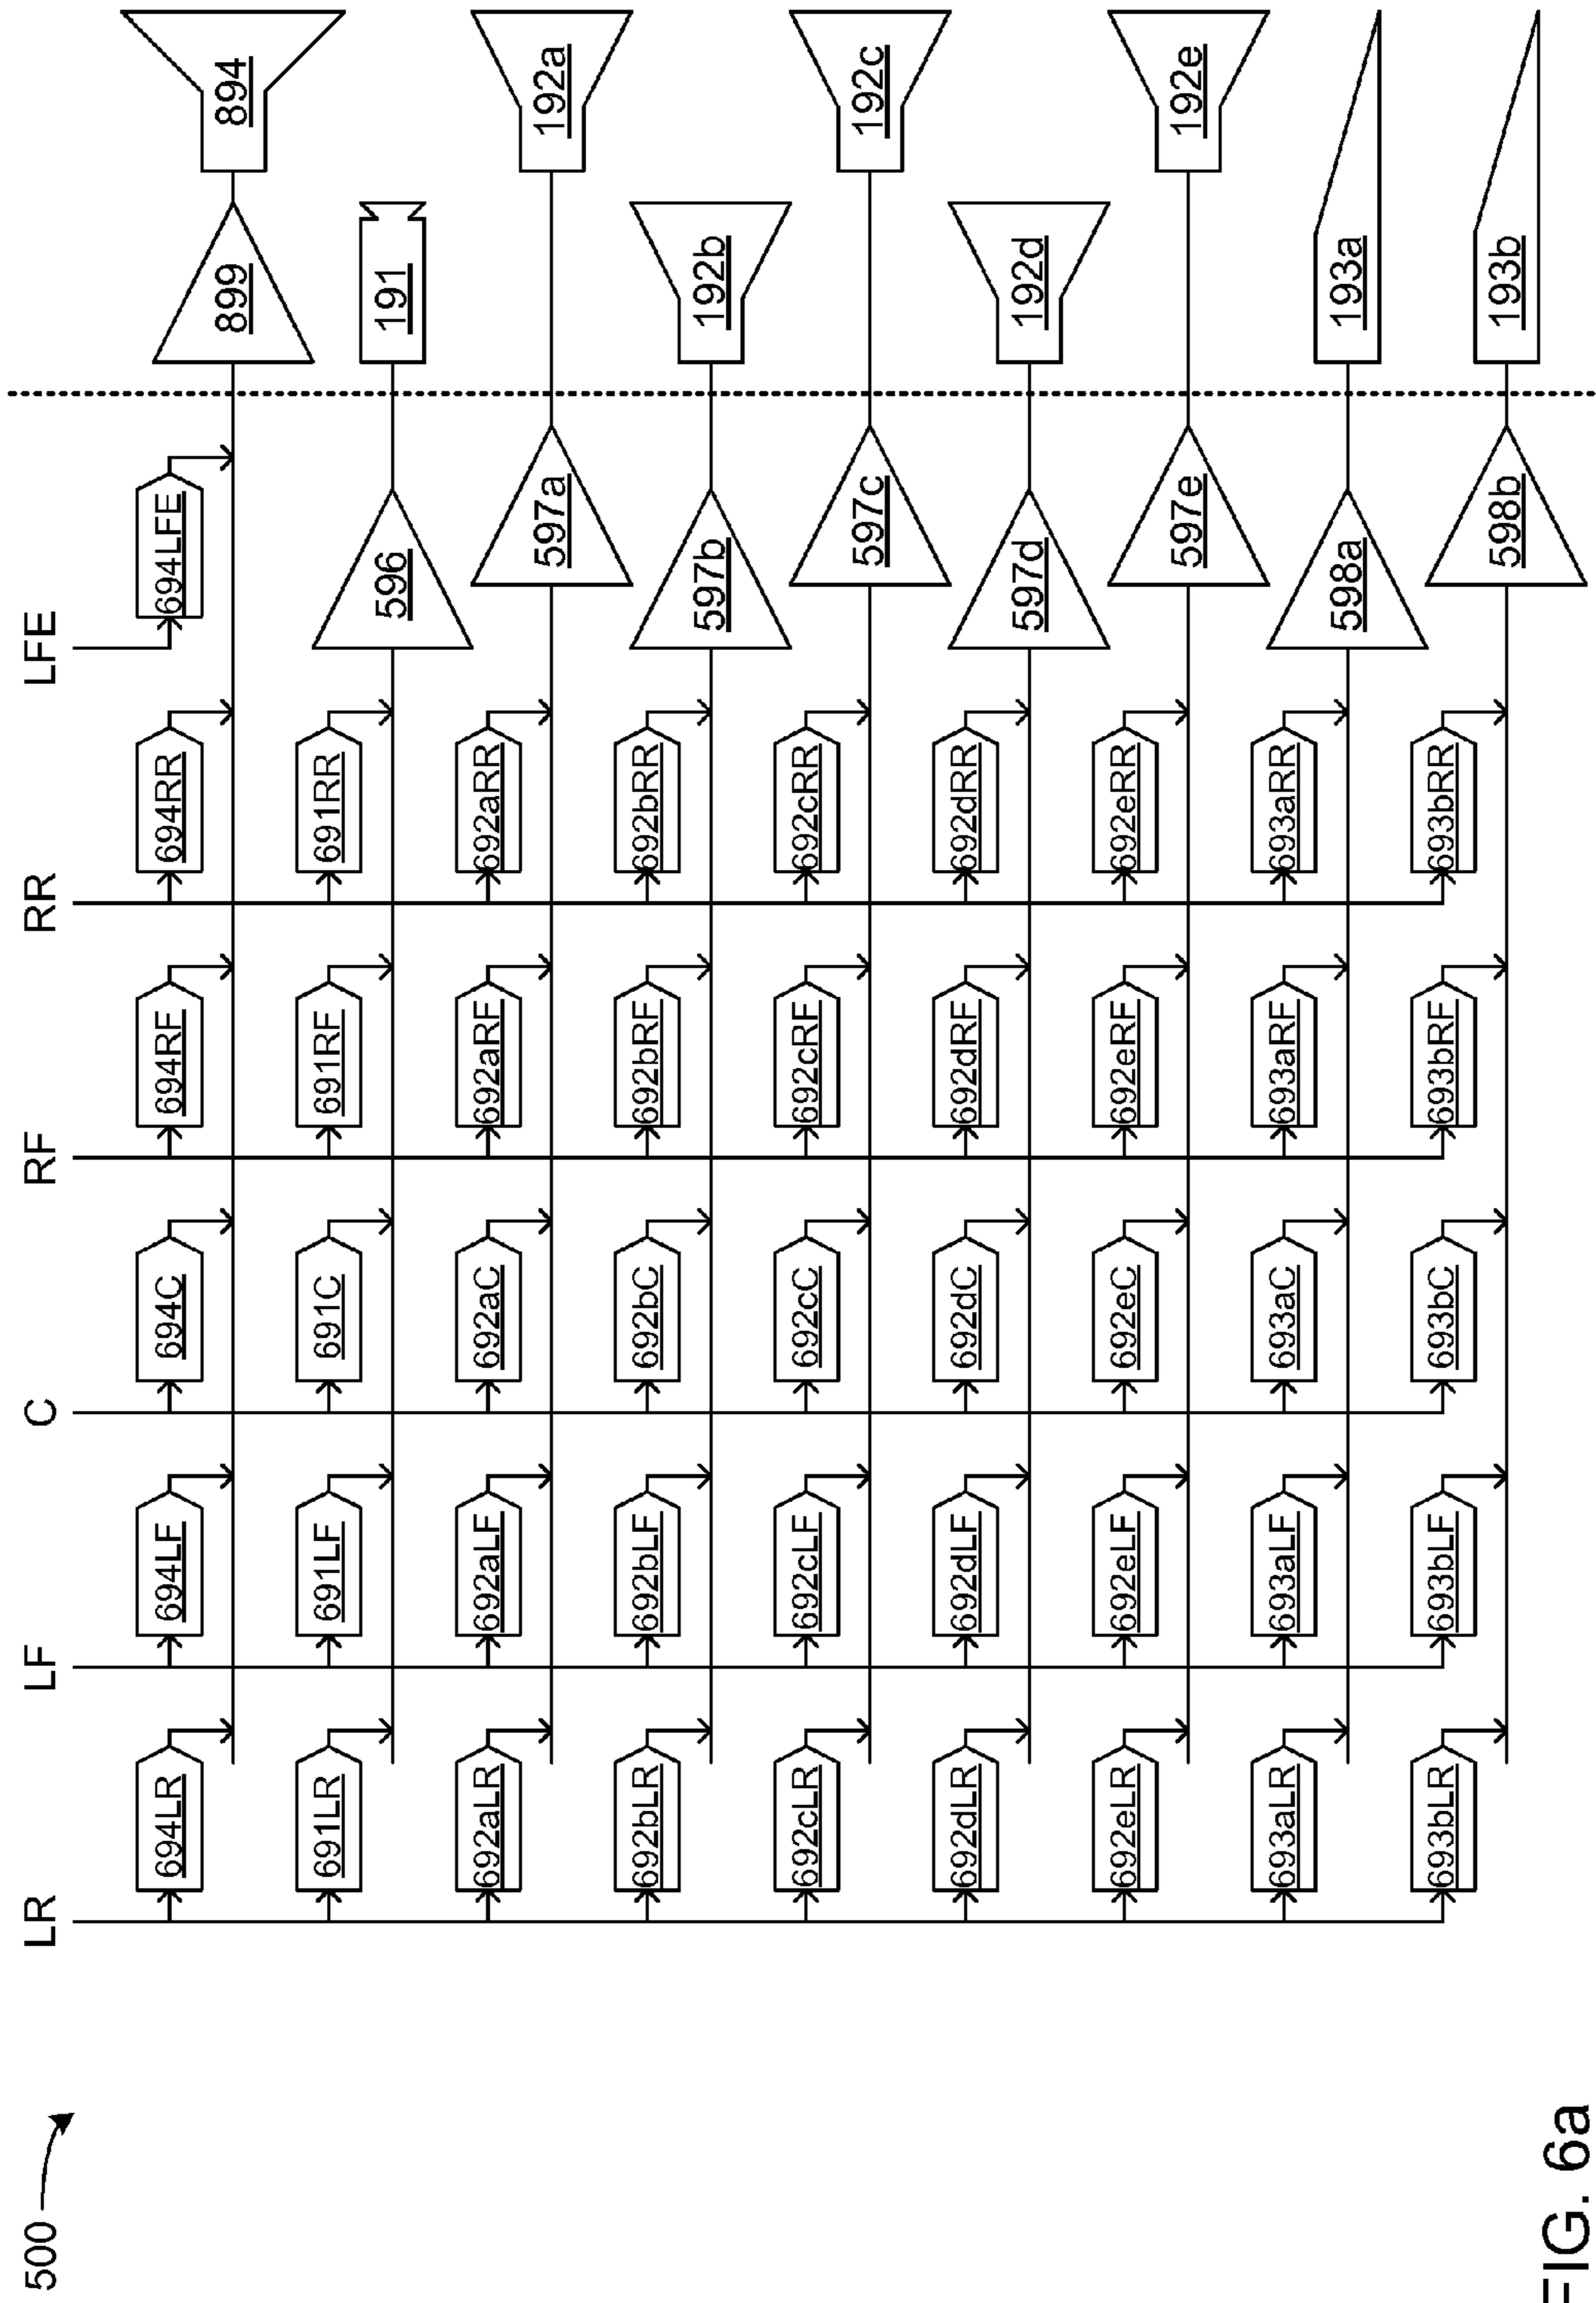 500 LR LF C RF RR LFE
694LR 694LF 694C 694RF 694RR 694LFE
899 894
691LR 691LF 691C 691RF 691RR
596 191
692aLR 692aLF 692aC 692aRF 692aRR
597a 192a
692bLR 692bLF 692bC 692bRF 692bRR
597b 192b
692cLR 692cLF 692cC 692cRF 692cRR
597c 192c
692dLR 692dLF 692dC 692dRF 692dRR
597d 192d
692eLR 692eLF 692eC 692eRF 692eRR
597e 192e
693aLR 693aLF 693aC 693aRF 693aRR
598a 193a
693bLR 693bLF 693bC 693bRF 693bRR
598b 193b
FIG. 6a